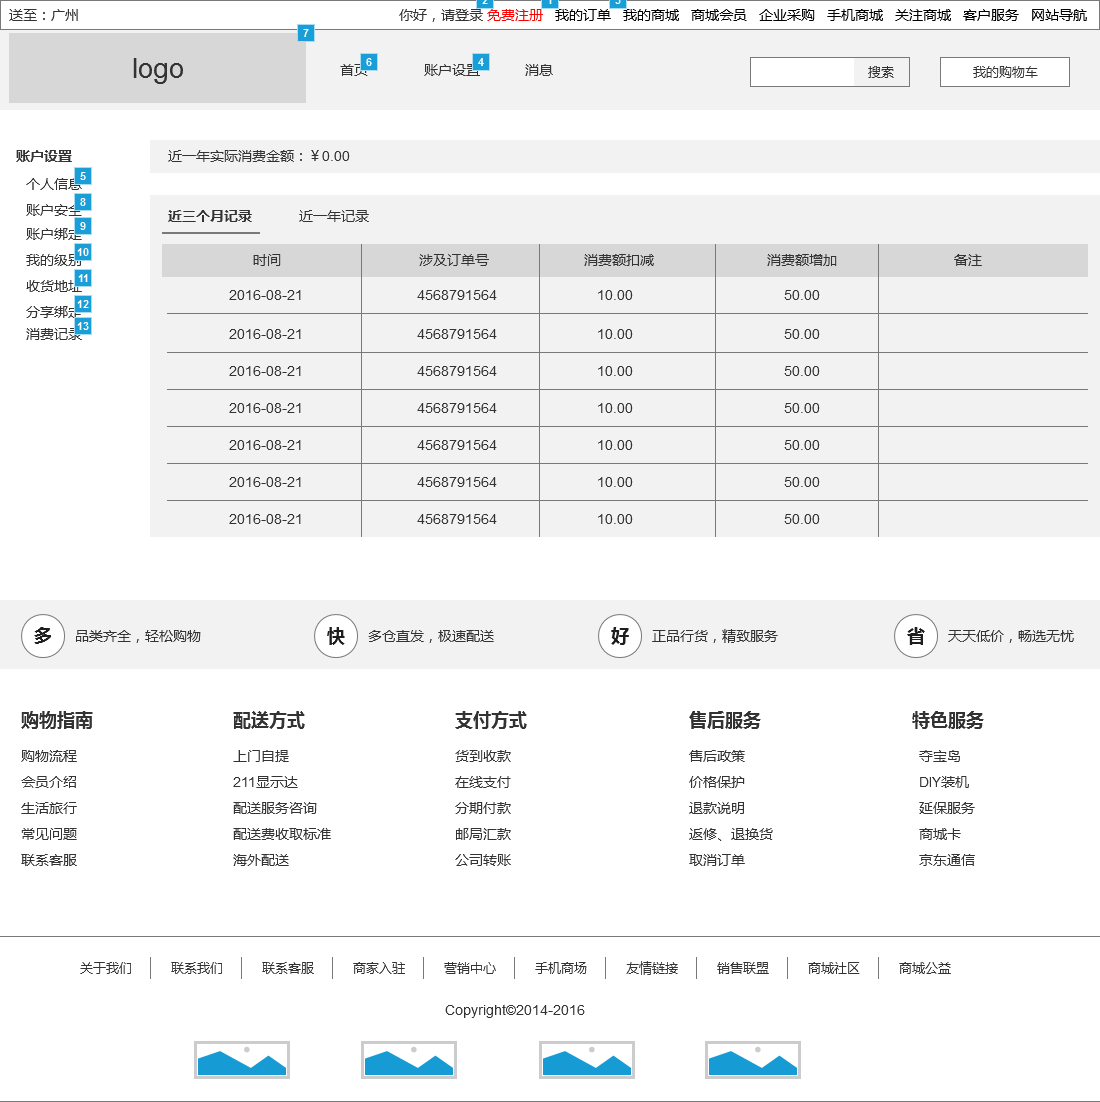 送至：广州 你好，请登录 2 免费注册 1 我的订单 3 我的商城 商城会员 企业采购 手机商城 关注商城 客户服务 网站导航
logo 7 首页 6 账户设置 4 消息 搜索 我的购物车
账户设置 近一年实际消费金额：￥0.00
个人信息 5
账户安全 8
账户绑定 9
我的级别 10
收货地址 11
分享绑定 12
消费记录 13
近三个月记录 近一年记录
时间 涉及订单号 消费额扣减 消费额增加 备注
2016-08-21 4568791564 10.00 50.00
2016-08-21 4568791564 10.00 50.00
2016-08-21 4568791564 10.00 50.00
2016-08-21 4568791564 10.00 50.00
2016-08-21 4568791564 10.00 50.00
2016-08-21 4568791564 10.00 50.00
2016-08-21 4568791564 10.00 50.00
多 品类齐全，轻松购物 快 多仓直发，极速配送 好 正品行货，精致服务 省 天天低价，畅选无忧
购物指南 配送方式 支付方式 售后服务 特色服务
购物流程 上门自提 货到收款 售后政策 夺宝岛
会员介绍 211显示达 在线支付 价格保护 DIY装机
生活旅行 配送服务咨询 分期付款 退款说明 延保服务
常见问题 配送费收取标准 邮局汇款 返修、退换货 商城卡
联系客服 海外配送 公司转账 取消订单 京东通信
关于我们 联系我们 联系客服 商家入驻 营销中心 手机商场 友情链接 销售联盟 商城社区 商城公益
Copyright©2014-2016